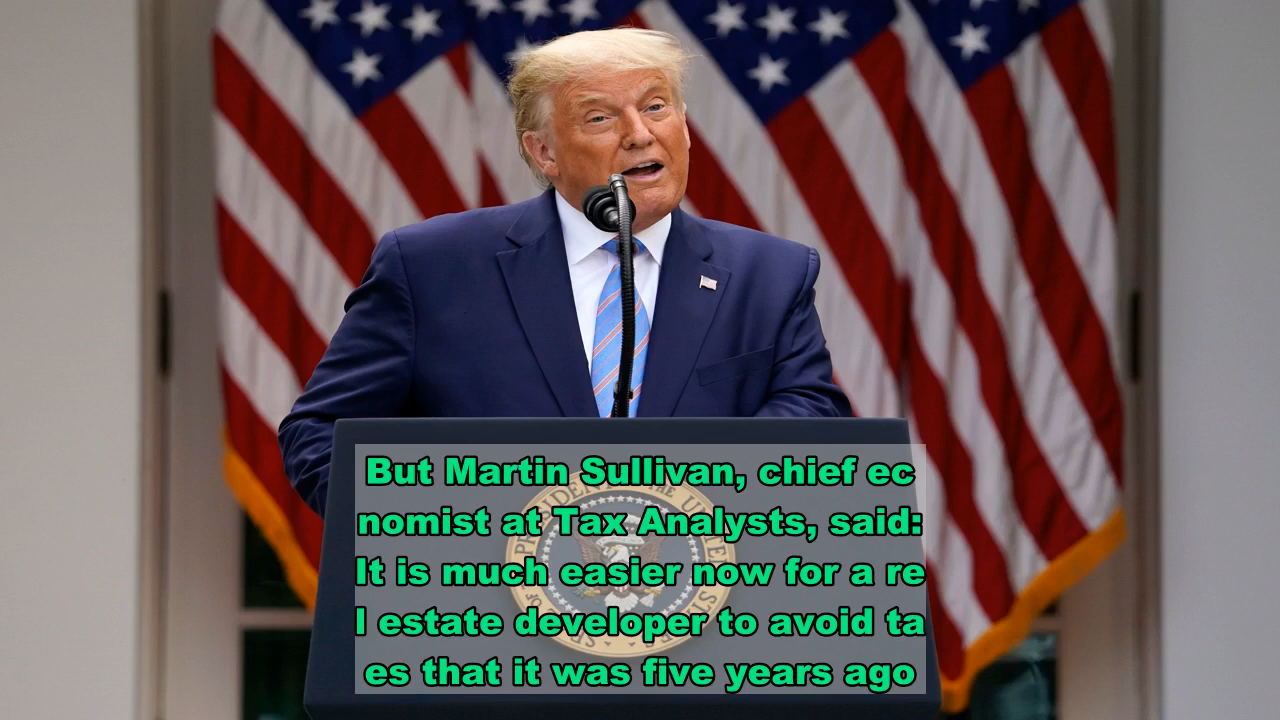 But Martin Sullivan, chief ec
nomist at Tax Analysts, said:
It is much easier now for a re
l estate developer to avoid ta
es that it was five years ago